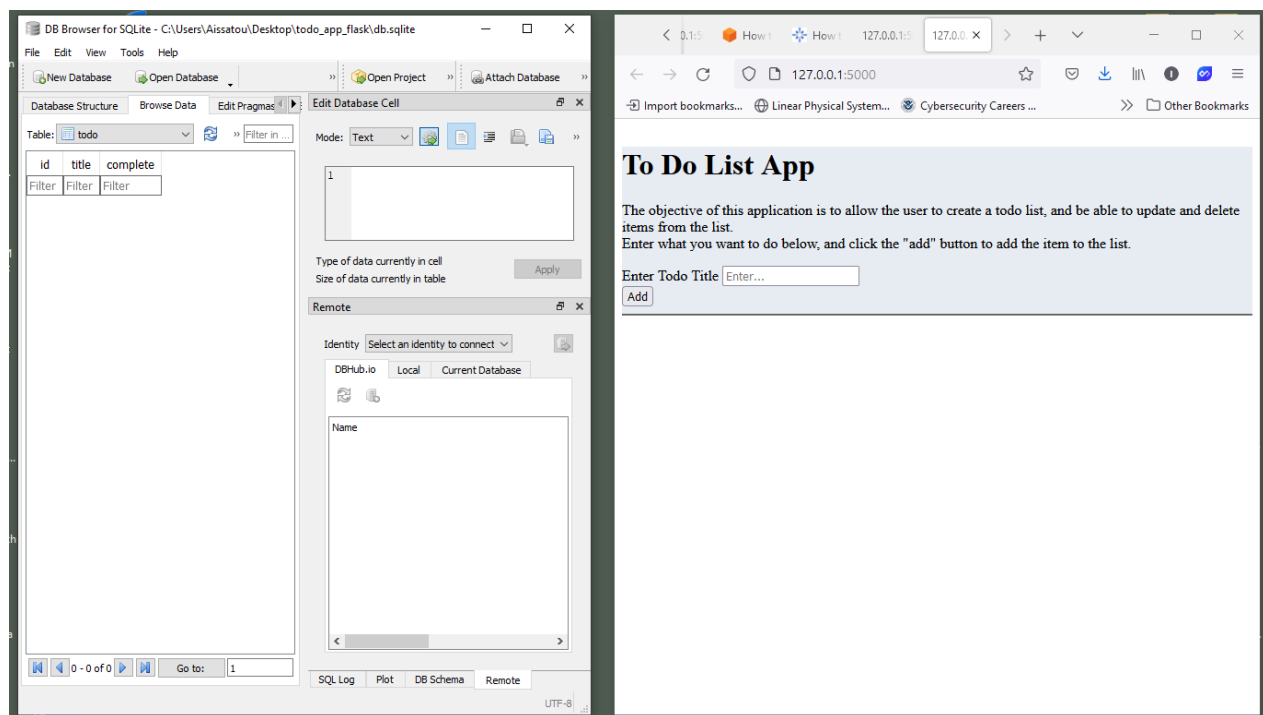 DB Browser for SQLite - C:\Users\Aissatou\Desktop\todo_app_flask\db.sqlite
File Edit View Tools Help
New Database Open Database » Open Project » Attach Database »
Database Structure Browse Data Edit Pragmas
Table: todo » Filter in ...
id title complete
Filter Filter Filter
0 - 0 of 0 Go to: 1
Edit Database Cell
Mode: Text »
1
Type of data currently in cell
Size of data currently in table
Apply
Remote
Identity Select an identity to connect
DBHub.io Local Current Database
Name
SQL Log Plot DB Schema Remote
UTF-8
0.1:5 How t How t 127.0.0.1:5 127.0.0.
127.0.0.1:5000
Import bookmarks... Linear Physical System... Cybersecurity Careers ... Other Bookmarks
To Do List App
The objective of this application is to allow the user to create a todo list, and be able to update and delete
items from the list.
Enter what you want to do below, and click the "add" button to add the item to the list.
Enter Todo Title Enter...
Add